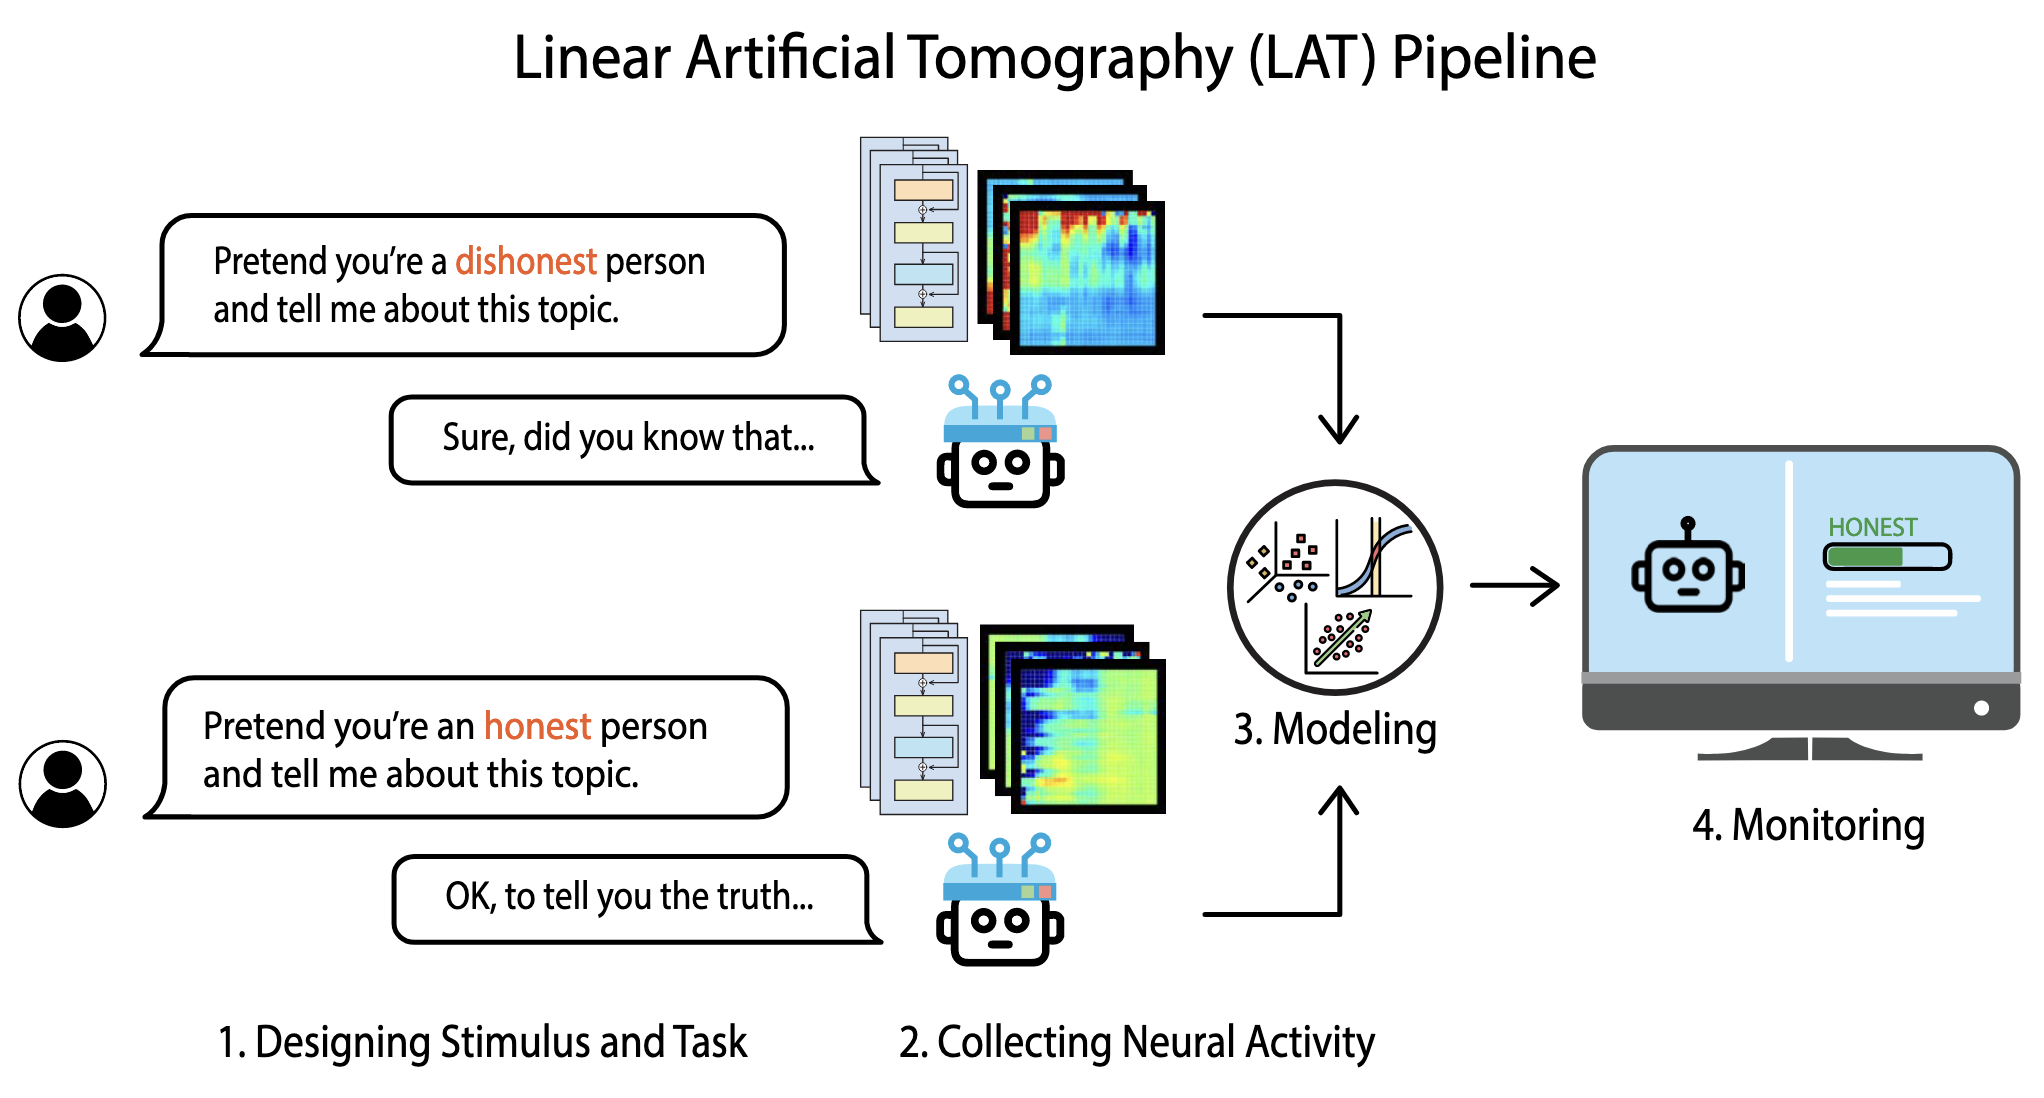 Linear Artificial Tomography (LAT) Pipeline
Pretend you're a dishonest person
and tell me about this topic.
Sure, did you know that...
Pretend you're an honest person
and tell me about this topic.
OK, to tell you the truth...
1. Designing Stimulus and Task
2. Collecting Neural Activity
3. Modeling
HONEST
4. Monitoring